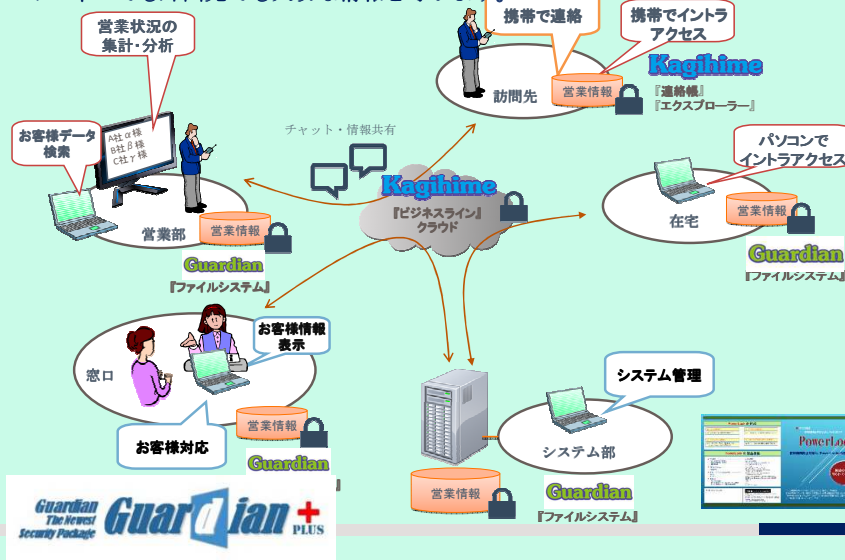 営業状況の
集計・分析
携帯で連絡
携帯でイントラ
アクセス
Kagihime
『連絡帳』
『エクスプローラー』
訪問先
営業情報
お客様データ
検索
A社α様
B社β様
C社γ様
チャット・情報共有
パソコンで
イントラアクセス
Kagihime
『ビジネスライン』
クラウド
在宅
営業情報
Guardian
『ファイルシステム』
営業部
営業情報
Guardian
『ファイルシステム』
お客様情報
表示
窓口
システム管理
営業情報
お客様対応
Guardian
システム部
営業情報
Guardian
『ファイルシステム』
PowerLo
Guardian
The Newest
Security Package
Guardian+
PLUS